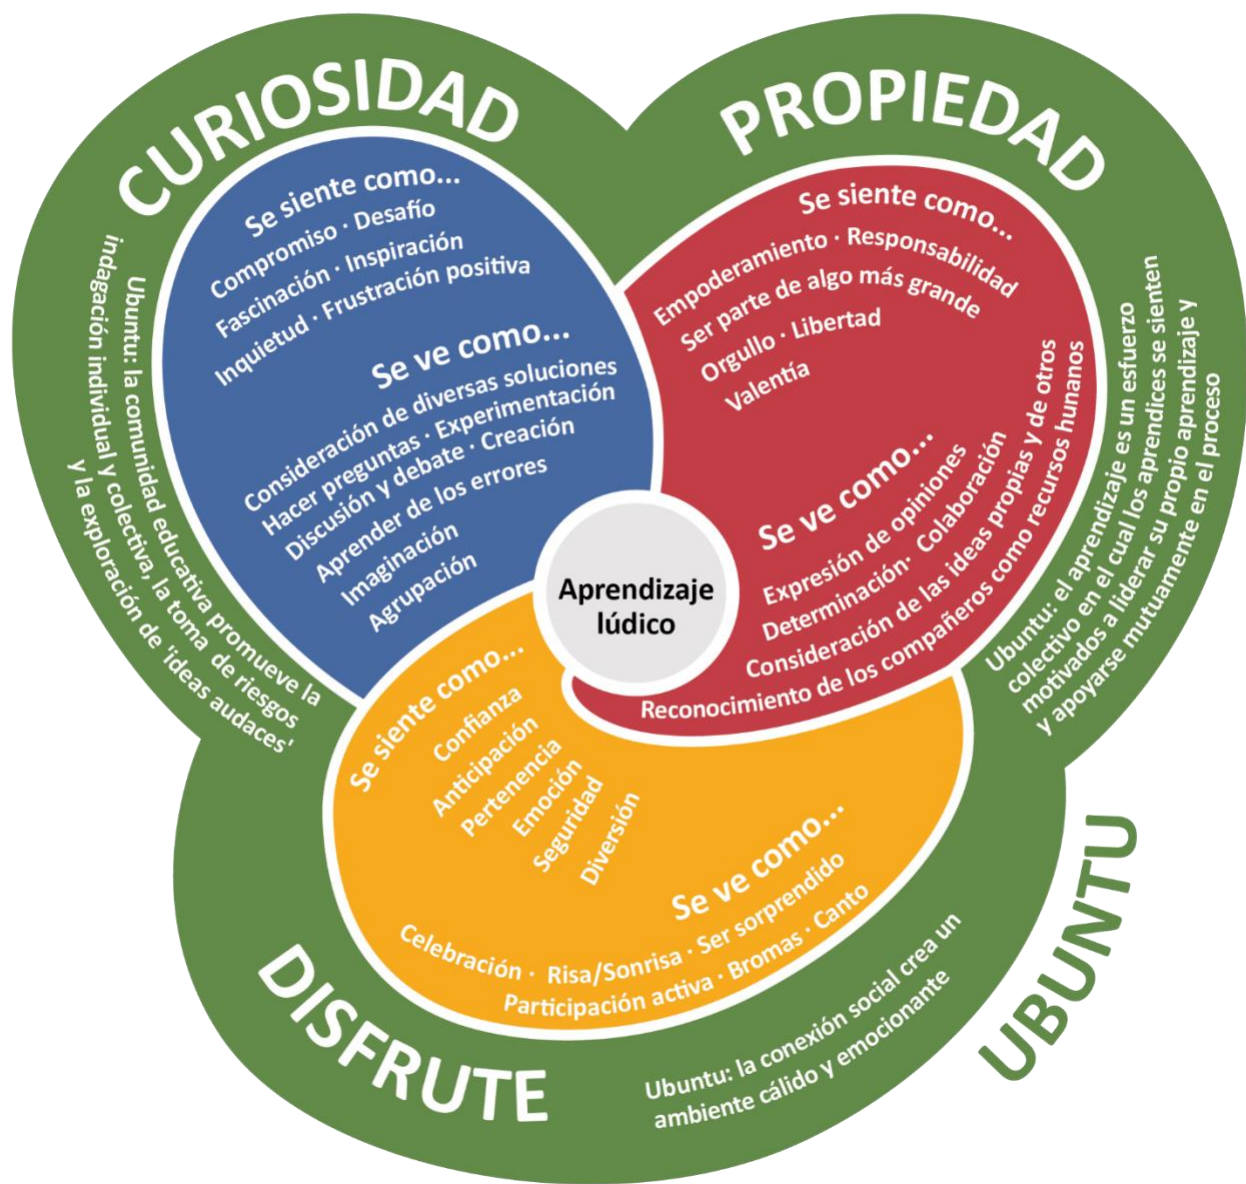 CURIOSIDAD
Se siente como...
Compromiso · Desafío
Fascinación · Inspiración
Inquietud · Frustración positiva
Se ve como...
Consideración de diversas soluciones
Hacer preguntas · Experimentación
Discusión y debate · Creación
Aprender de los errores
Imaginación
Agrupación
Ubuntu: la comunidad educativa promueve la
indagación individual y colectiva, la toma de riesgos
y la exploración de 'ideas audaces'
PROPIEDAD
Se siente como...
Empoderamiento · Responsabilidad
Ser parte de algo más grande
Orgullo · Libertad
Valentía
Se ve como...
Expresión de opiniones
Determinación· Colaboración
Consideración de las ideas propias y de otros
Reconocimiento de los compañeros como recursos humanos
Ubuntu: el aprendizaje es un esfuerzo
colectivo en el cual los aprendices se sienten
motivados a liderar su propio aprendizaje y
y apoyarse mutuamente en el proceso
Aprendizaje
lúdico
Se siente como...
Confianza
Anticipación
Pertenencia
Emoción
Seguridad
Diversión
Se ve como...
Celebración · Risa/Sonrisa · Ser sorprendido
Participación activa · Bromas · Canto
DISFRUTE
Ubuntu: la conexión social crea un
ambiente cálido y emocionante
UBUNTU